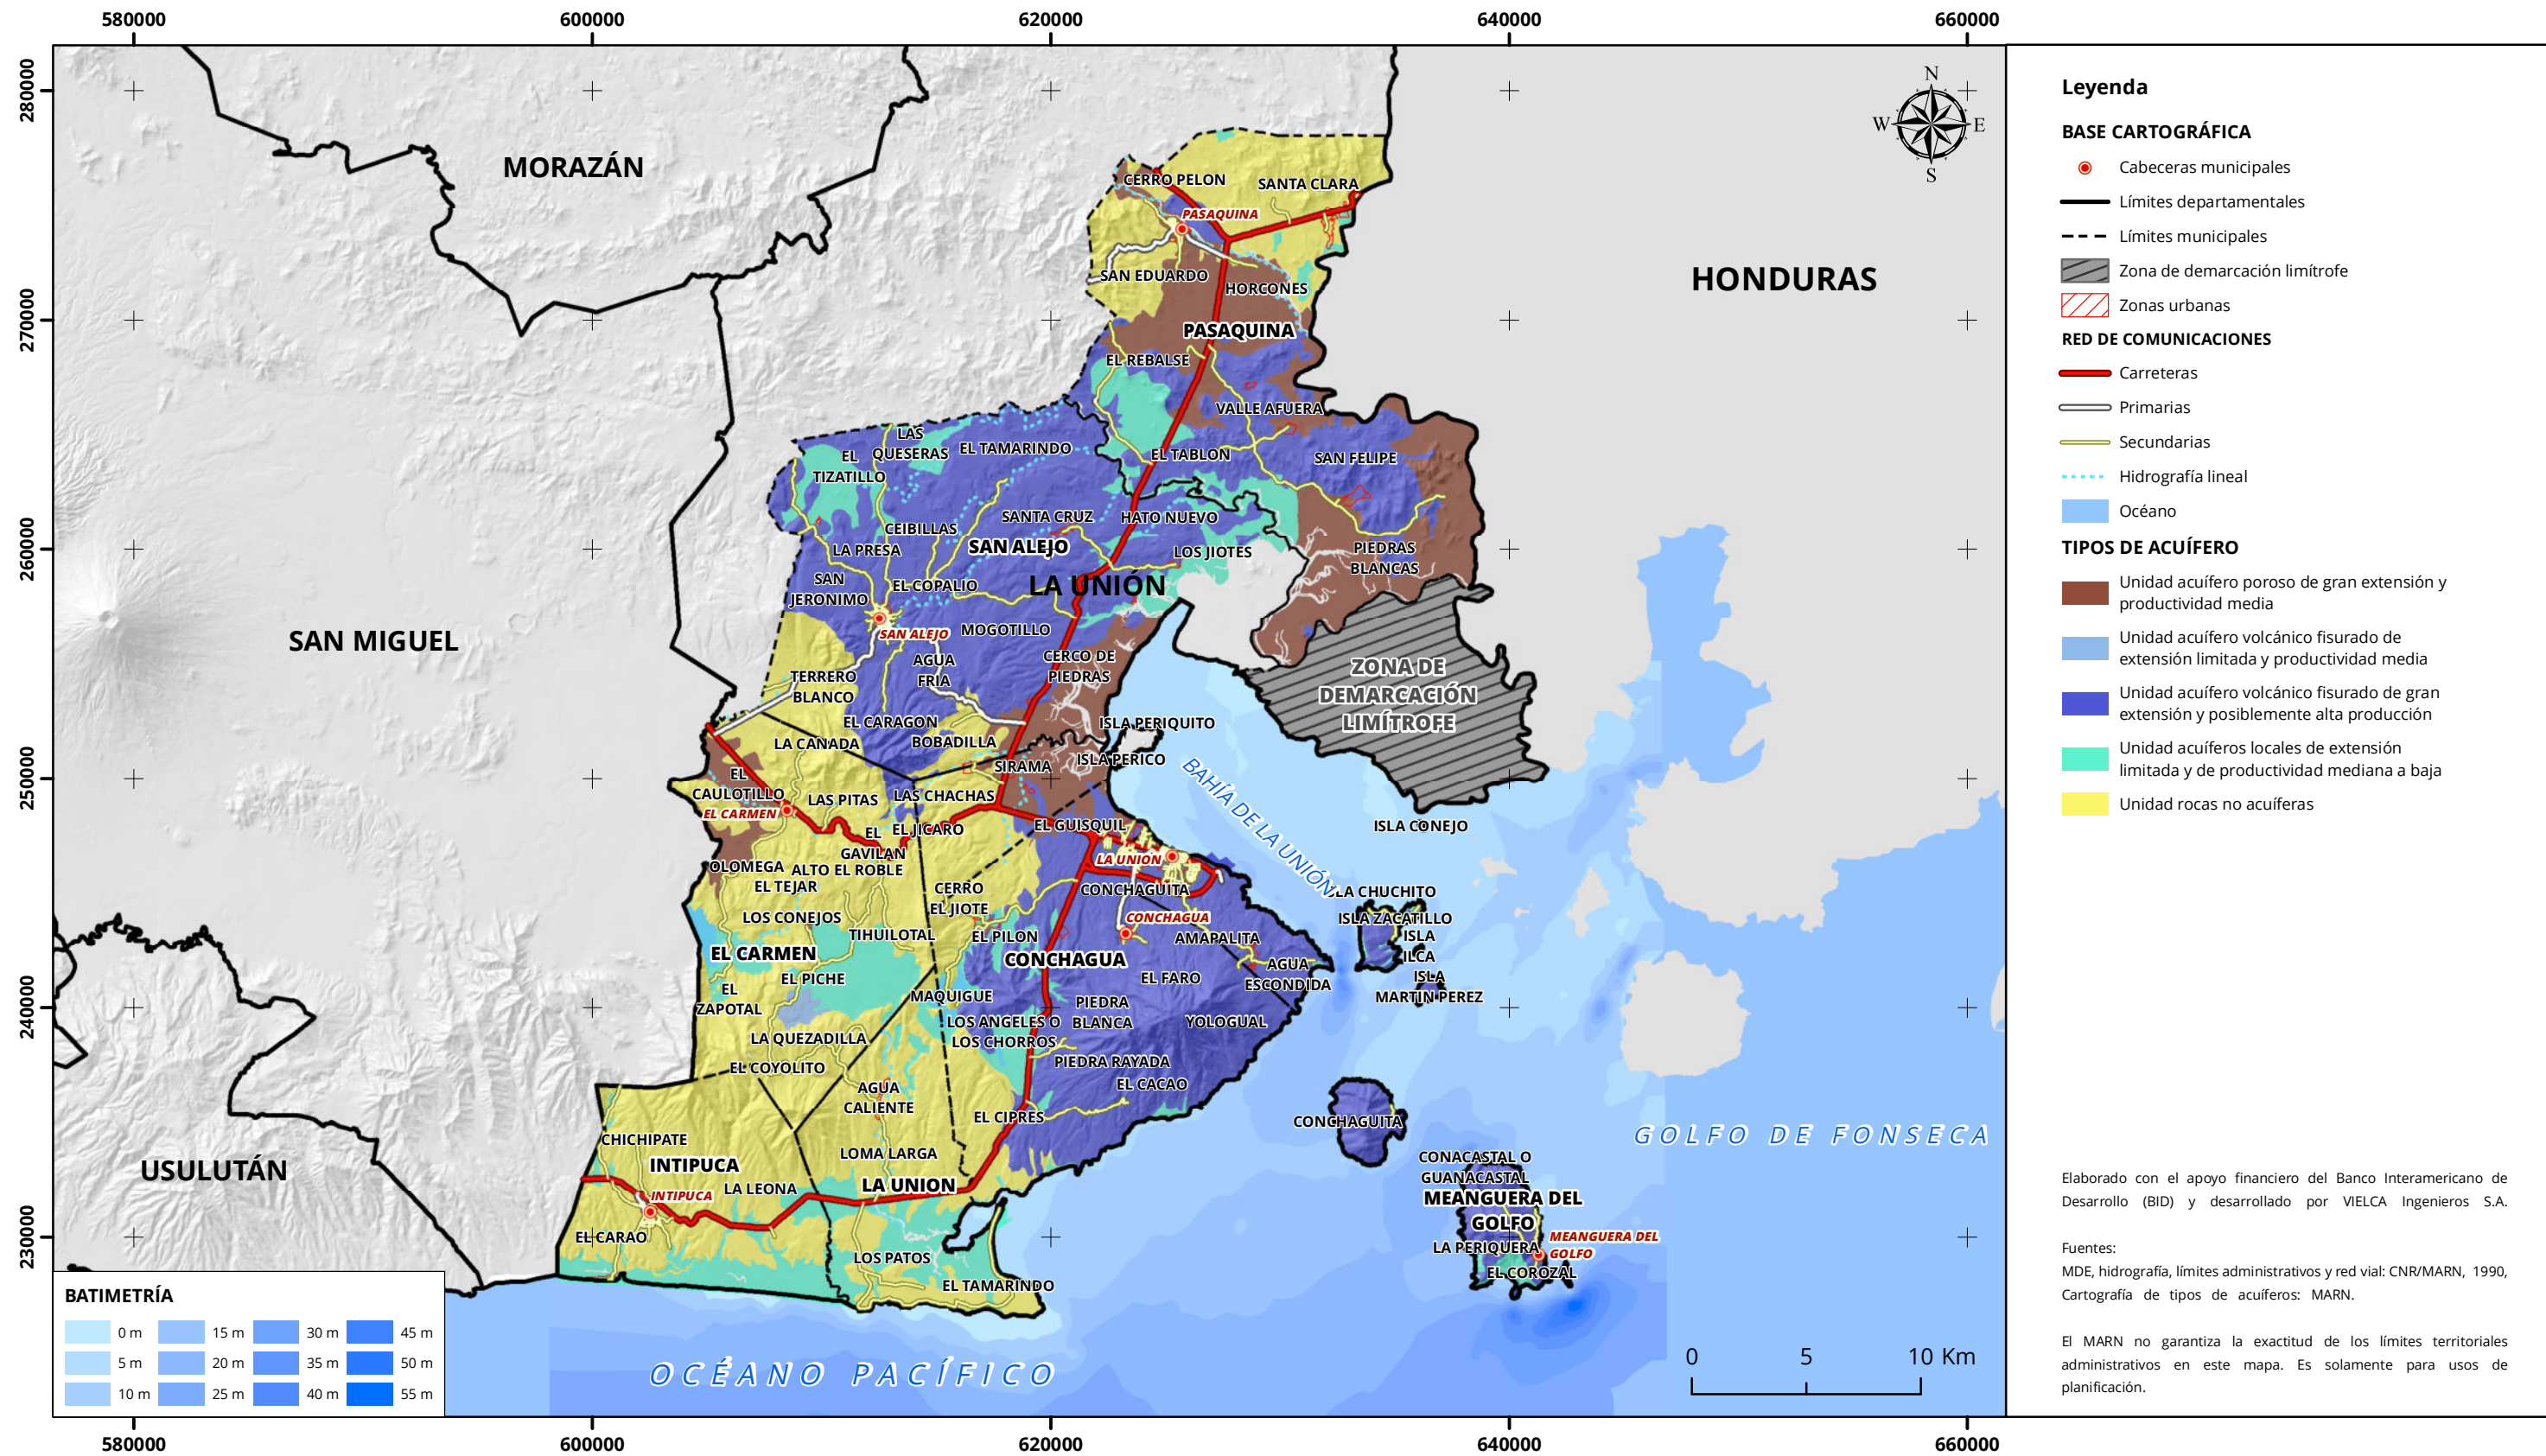 580000
600000
620000
640000
660000
280000
270000
260000
250000
240000
230000
N
W
E
S
MORAZÁN
HONDURAS
SAN MIGUEL
USULUTÁN
LA UNIÓN
CERRO PELON
SANTA CLARA
PASAQUINA
SAN EDUARDO
HORCONES
PASAQUINA
EL REBALSE
VALLE AFUERA
LAS
QUESERAS
EL TAMARINDO
EL
TIZATILLO
EL TABLON
SAN FELIPE
CEIBILLAS
SANTA CRUZ
HATO NUEVO
LA PRESA
SAN ALEJO
LOS JIOTES
PIEDRAS
BLANCAS
SAN
JERONIMO
EL COPALIO
SAN ALEJO
MOGOTILLO
AGUA
FRIA
CERCO DE
PIEDRAS
TERRERO
BLANCO
ZONA DE
DEMARCACIÓN
LIMÍTROFE
EL CARAGON
ISLA PERIQUITO
LA CAÑADA
BOBADILLA
SIRAMA
ISLA PERICO
EL
CAULOTILLO
LAS PITAS
LAS CHACHAS
EL CARMEN
BAHÍA DE LA UNIÓN
EL
GAVILAN
EL JICARO
EL GUISQUIL
ISLA CONEJO
LA UNION
OLOMEGA
ALTO EL ROBLE
EL TEJAR
CERRO
EL JIOTE
CONCHAGUITA
ISLA CHUCHITO
LOS CONEJOS
CONCHAGUA
ISLA ZACATILLO
TIHUILOTAL
EL PILON
AMAPALITA
ISLA
ILCA
EL CARMEN
CONCHAGUA
EL PICHE
EL FARO
AGUA
ESCONDIDA
ISLA
MARTIN PEREZ
EL
ZAPOTAL
MAQUIGUE
PIEDRA
BLANCA
LOS ANGELES O
LOS CHORROS
YOLOGUAL
LA QUEZADILLA
PIEDRA RAYADA
EL COYOLITO
EL CACAO
AGUA
CALIENTE
EL CIPRES
CONCHAGUITA
CHICHIPATE
LOMA LARGA
GOLFO DE FONSECA
INTIPUCA
CONACASTAL O
GUANACASTAL
LA LEONA
LA UNION
INTIPUCA
MEANGUERA DEL
GOLFO
EL CARAO
MEANGUERA DEL
GOLFO
LA PERIQUERA
LOS PATOS
EL COROZAL
EL TAMARINDO
OCÉANO PACÍFICO
BATIMETRÍA
0 m
15 m
30 m
45 m
5 m
20 m
35 m
50 m
10 m
25 m
40 m
55 m
0
5
10 Km
580000
600000
620000
640000
660000
Leyenda
BASE CARTOGRÁFICA
Cabeceras municipales
Límites departamentales
Límites municipales
Zona de demarcación limítrofe
Zonas urbanas
RED DE COMUNICACIONES
Carreteras
Primarias
Secundarias
Hidrografía lineal
Océano
TIPOS DE ACUÍFERO
Unidad acuífero poroso de gran extensión y
productividad media
Unidad acuífero volcánico fisurado de
extensión limitada y productividad media
Unidad acuífero volcánico fisurado de gran
extensión y posiblemente alta producción
Unidad acuíferos locales de extensión
limitada y de productividad mediana a baja
Unidad rocas no acuíferas
Elaborado con el apoyo financiero del Banco Interamericano de
Desarrollo (BID) y desarrollado por VIELCA Ingenieros S.A.
Fuentes:
MDE, hidrografía, límites administrativos y red vial: CNR/MARN, 1990,
Cartografía de tipos de acuíferos: MARN.
El MARN no garantiza la exactitud de los límites territoriales
administrativos en este mapa. Es solamente para usos de
planificación.